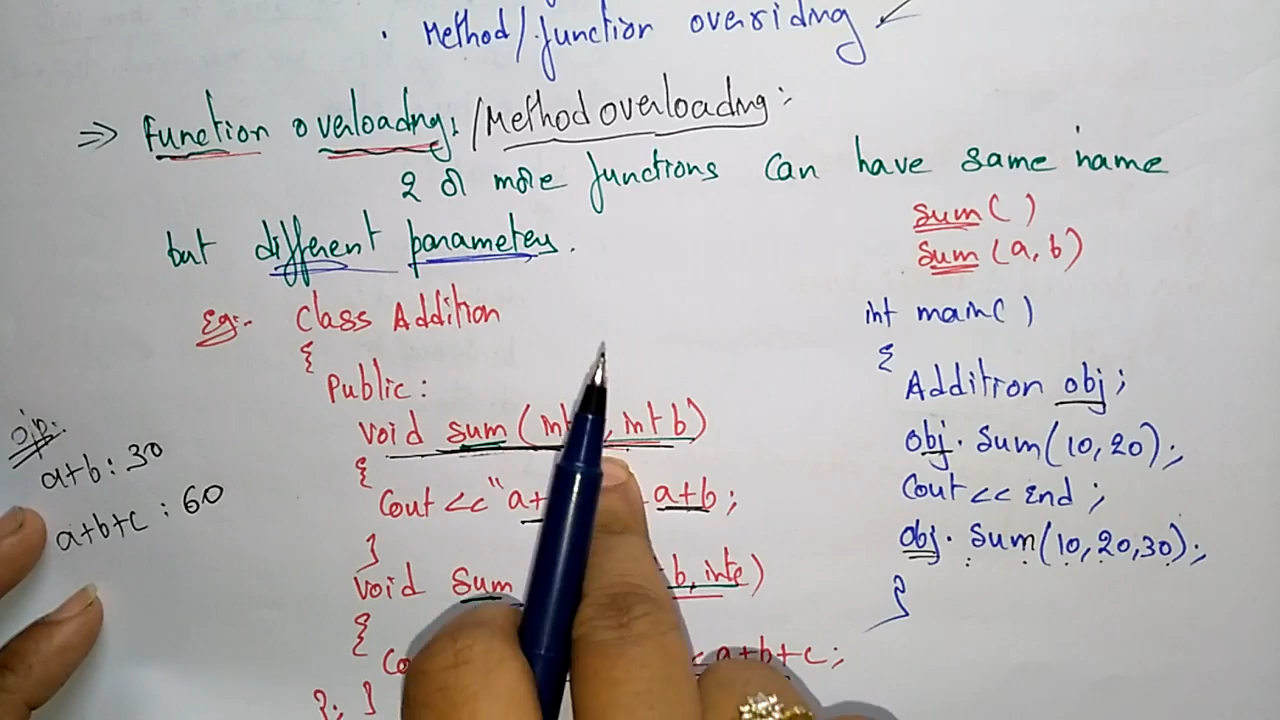 . Method/function overiding
⇒ Function overloading: /Method overloading:
2 or more functions can have same name
but different parameters.
sum( )
sum(a,b)
Eg:- Class Addition
{
Public:
void sum(int, int b)
{
Cout <<"a+ a+b;
}
void sum b, int c)
{
Co < a+b+c;
}; }
int main( )
{
Addition obj;
obj. Sum(10,20);
Cout << End;
obj. Sum(10,20,30);
}
o/p:
a+b: 30
a+b+c : 60